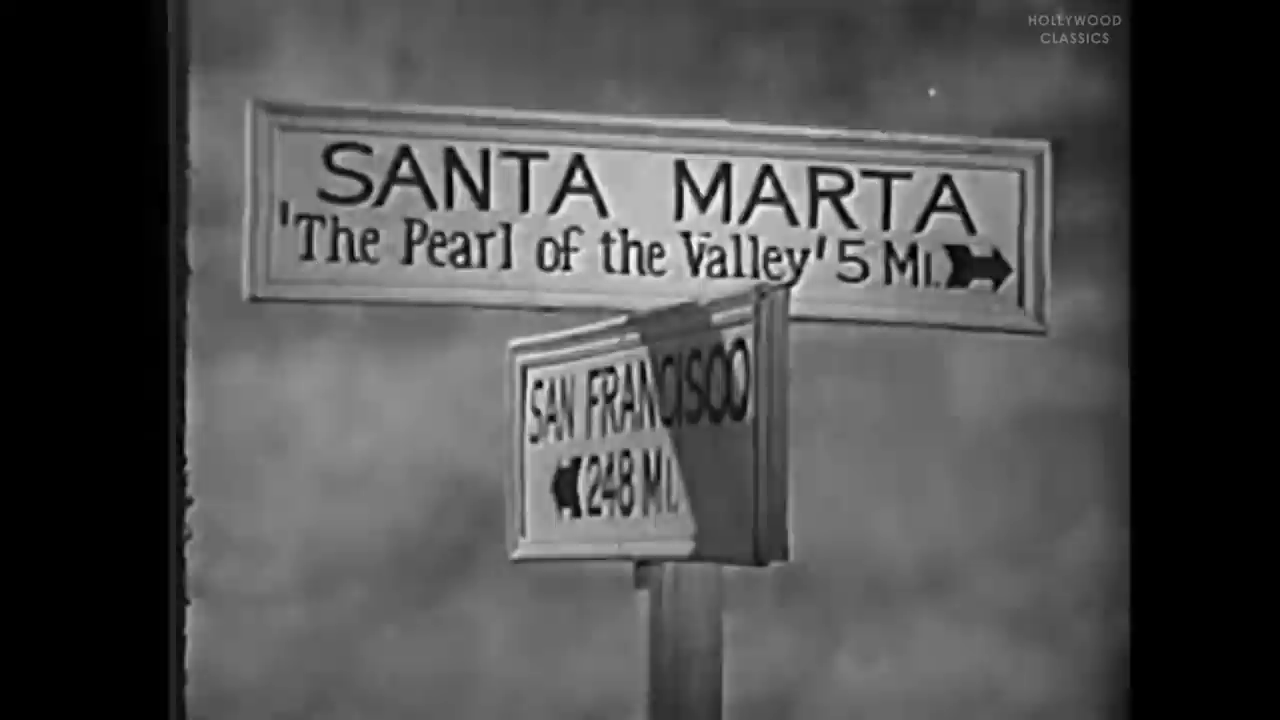 HOLLYWOOD
CLASSICS
SANTA MARTA
'The Pearl of the Valley' 5 MI.
SAN FRANCISCO
248 MI.